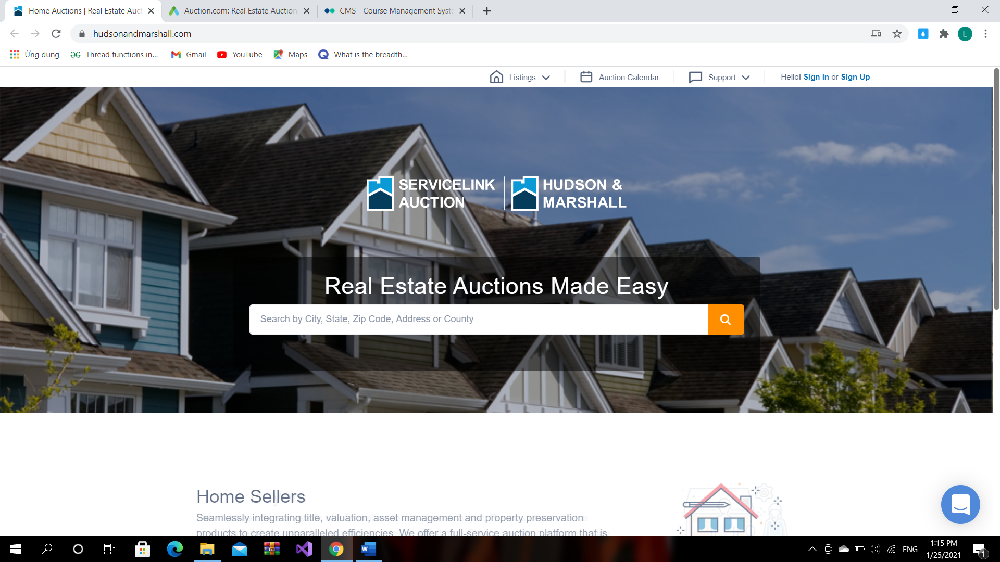 Home Auctions | Real Estate Auct
Auction.com: Real Estate Auction
CMS - Course Management Syste
hudsonandmarshall.com
L
Ứng dụng
Thread functions in...
Gmail
YouTube
Maps
What is the breadth...
Listings
Auction Calendar
Support
Hello! Sign In or Sign Up
SERVICELINK AUCTION
HUDSON & MARSHALL
Real Estate Auctions Made Easy
Search by City, State, Zip Code, Address or County
Home Sellers
Seamlessly integrating title, valuation, asset management and property preservation
products to create unparalleled efficiencies. We offer a full-service auction platform that is
ENG
1:15 PM
1/25/2021
1